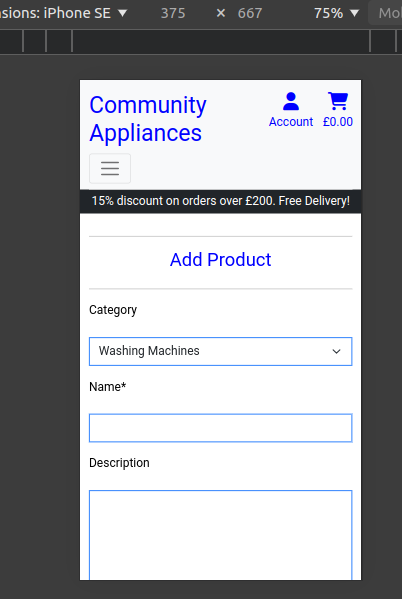 nsions: iPhone SE ▼ 375 × 667 75% ▼ Mo
Community
Appliances
Account £0.00
15% discount on orders over £200. Free Delivery!
Add Product
Category
Washing Machines
Name*
Description